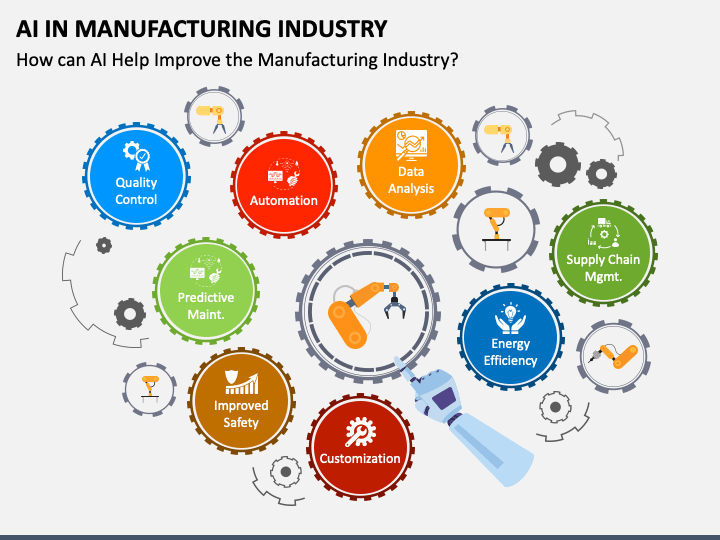 AI IN MANUFACTURING INDUSTRY
How can AI Help Improve the Manufacturing Industry?
Quality
Control
Automation
Data
Analysis
Supply Chain
Mgmt.
Predictive
Maint.
Energy
Efficiency
Improved
Safety
Customization